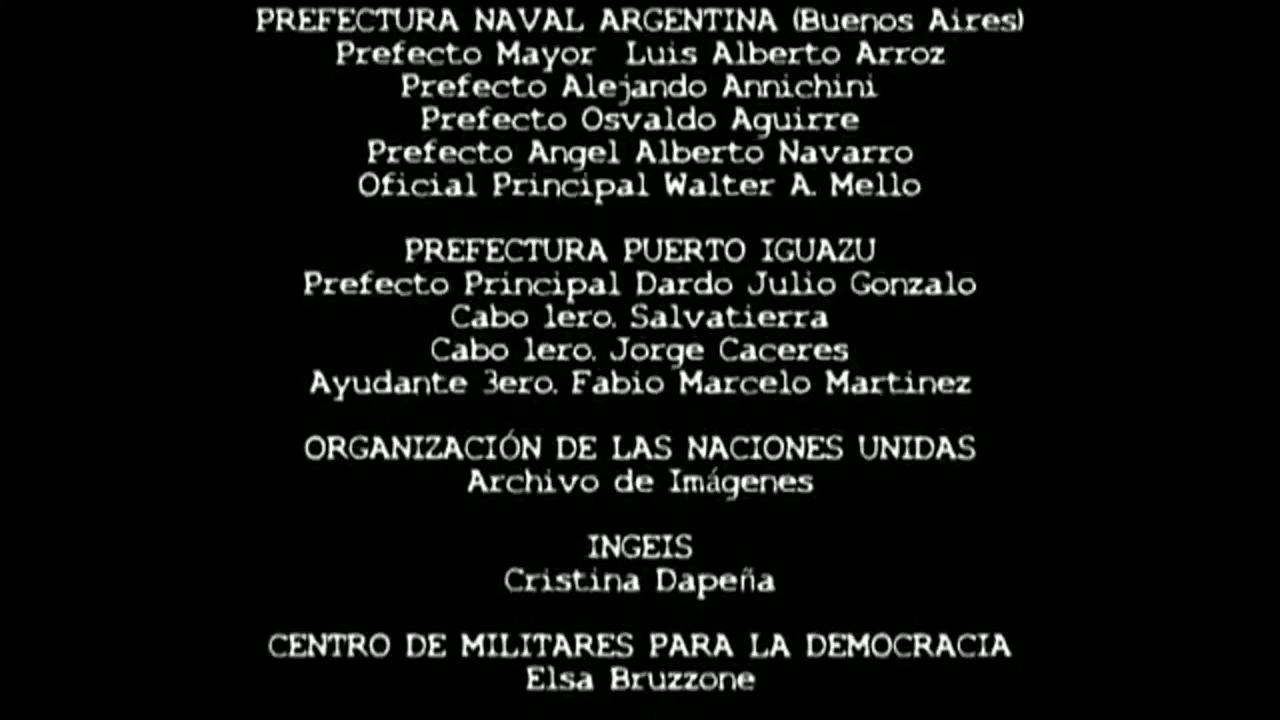 PREFECTURA NAVAL ARGENTINA (Buenos Aires)
Prefecto Mayor Luis Alberto Arroz
Prefecto Alejando Annichini
Prefecto Osvaldo Aguirre
Prefecto Angel Alberto Navarro
Oficial Principal Walter A. Mello
PREFECTURA PUERTO IGUAZU
Prefecto Principal Dardo Julio Gonzalo
Cabo 1ero. Salvatierra
Cabo 1ero. Jorge Caceres
Ayudante 3ero. Fabio Marcelo Martinez
ORGANIZACIÓN DE LAS NACIONES UNIDAS
Archivo de Imágenes
INGEIS
Cristina Dapeña
CENTRO DE MILITARES PARA LA DEMOCRACIA
Elsa Bruzzone